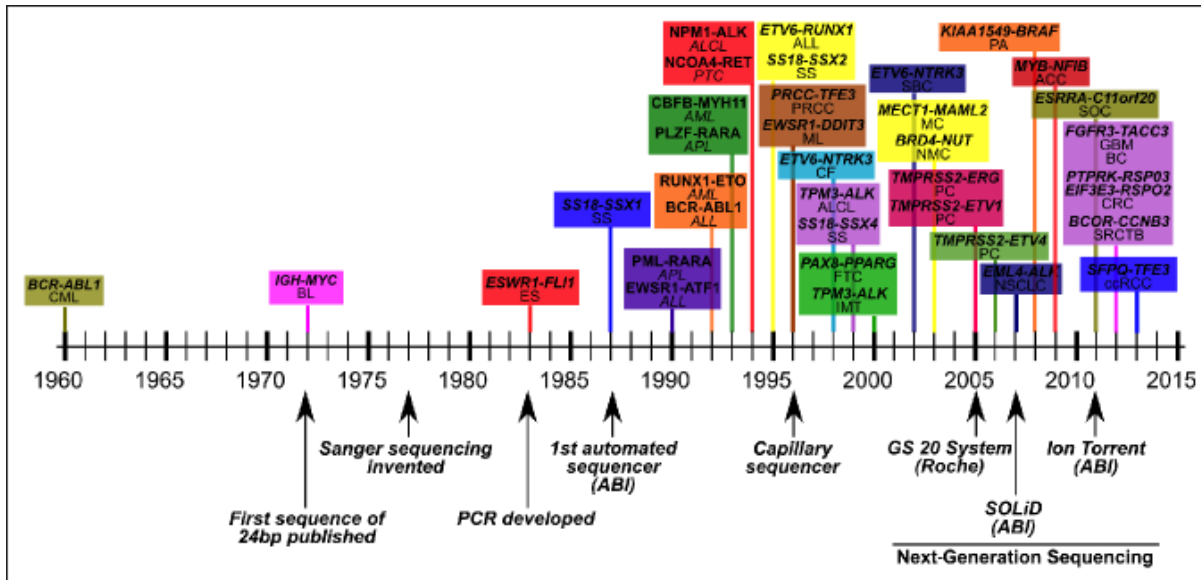 BCR-ABL1
CML
IGH-MYC
BL
ESWR1-FLI1
ES
SS18-SSX1
SS
PML-RARA
APL
EWSR1-ATF1
ALL
RUNX1-ETO
AML
BCR-ABL1
ALL
CBFB-MYH11
AML
PLZF-RARA
APL
NPM1-ALK
ALCL
NCOA4-RET
PTC
ETV6-RUNX1
ALL
SS18-SSX2
SS
PRCC-TFE3
PRCC
EWSR1-DDIT3
ML
ETV6-NTRK3
CF
TPM3-ALK
ALCL
SS18-SSX4
SS
PAX8-PPARG
FTC
TPM3-ALK
IMT
ETV6-NTRK3
SBC
MECT1-MAML2
MC
BRD4-NUT
NMC
TMPRSS2-ERG
PC
TMPRSS2-ETV1
PC
TMPRSS2-ETV4
PC
EML4-ALK
NSCLC
KIAA1549-BRAF
PA
MYB-NFIB
ACC
ESRRA-C11orf20
SOC
FGFR3-TACC3
GBM
BC
PTPRK-RSPO3
EIF3E3-RSPO2
CRC
BCOR-CCNB3
SRCTB
SFPQ-TFE3
ccRCC
1960 1965 1970 1975 1980 1985 1990 1995 2000 2005 2010 2015
First sequence of
24bp published
Sanger sequencing
invented
PCR developed
1st automated
sequencer
(ABI)
Capillary
sequencer
GS 20 System
(Roche)
SOLiD
(ABI)
Ion Torrent
(ABI)
Next-Generation Sequencing